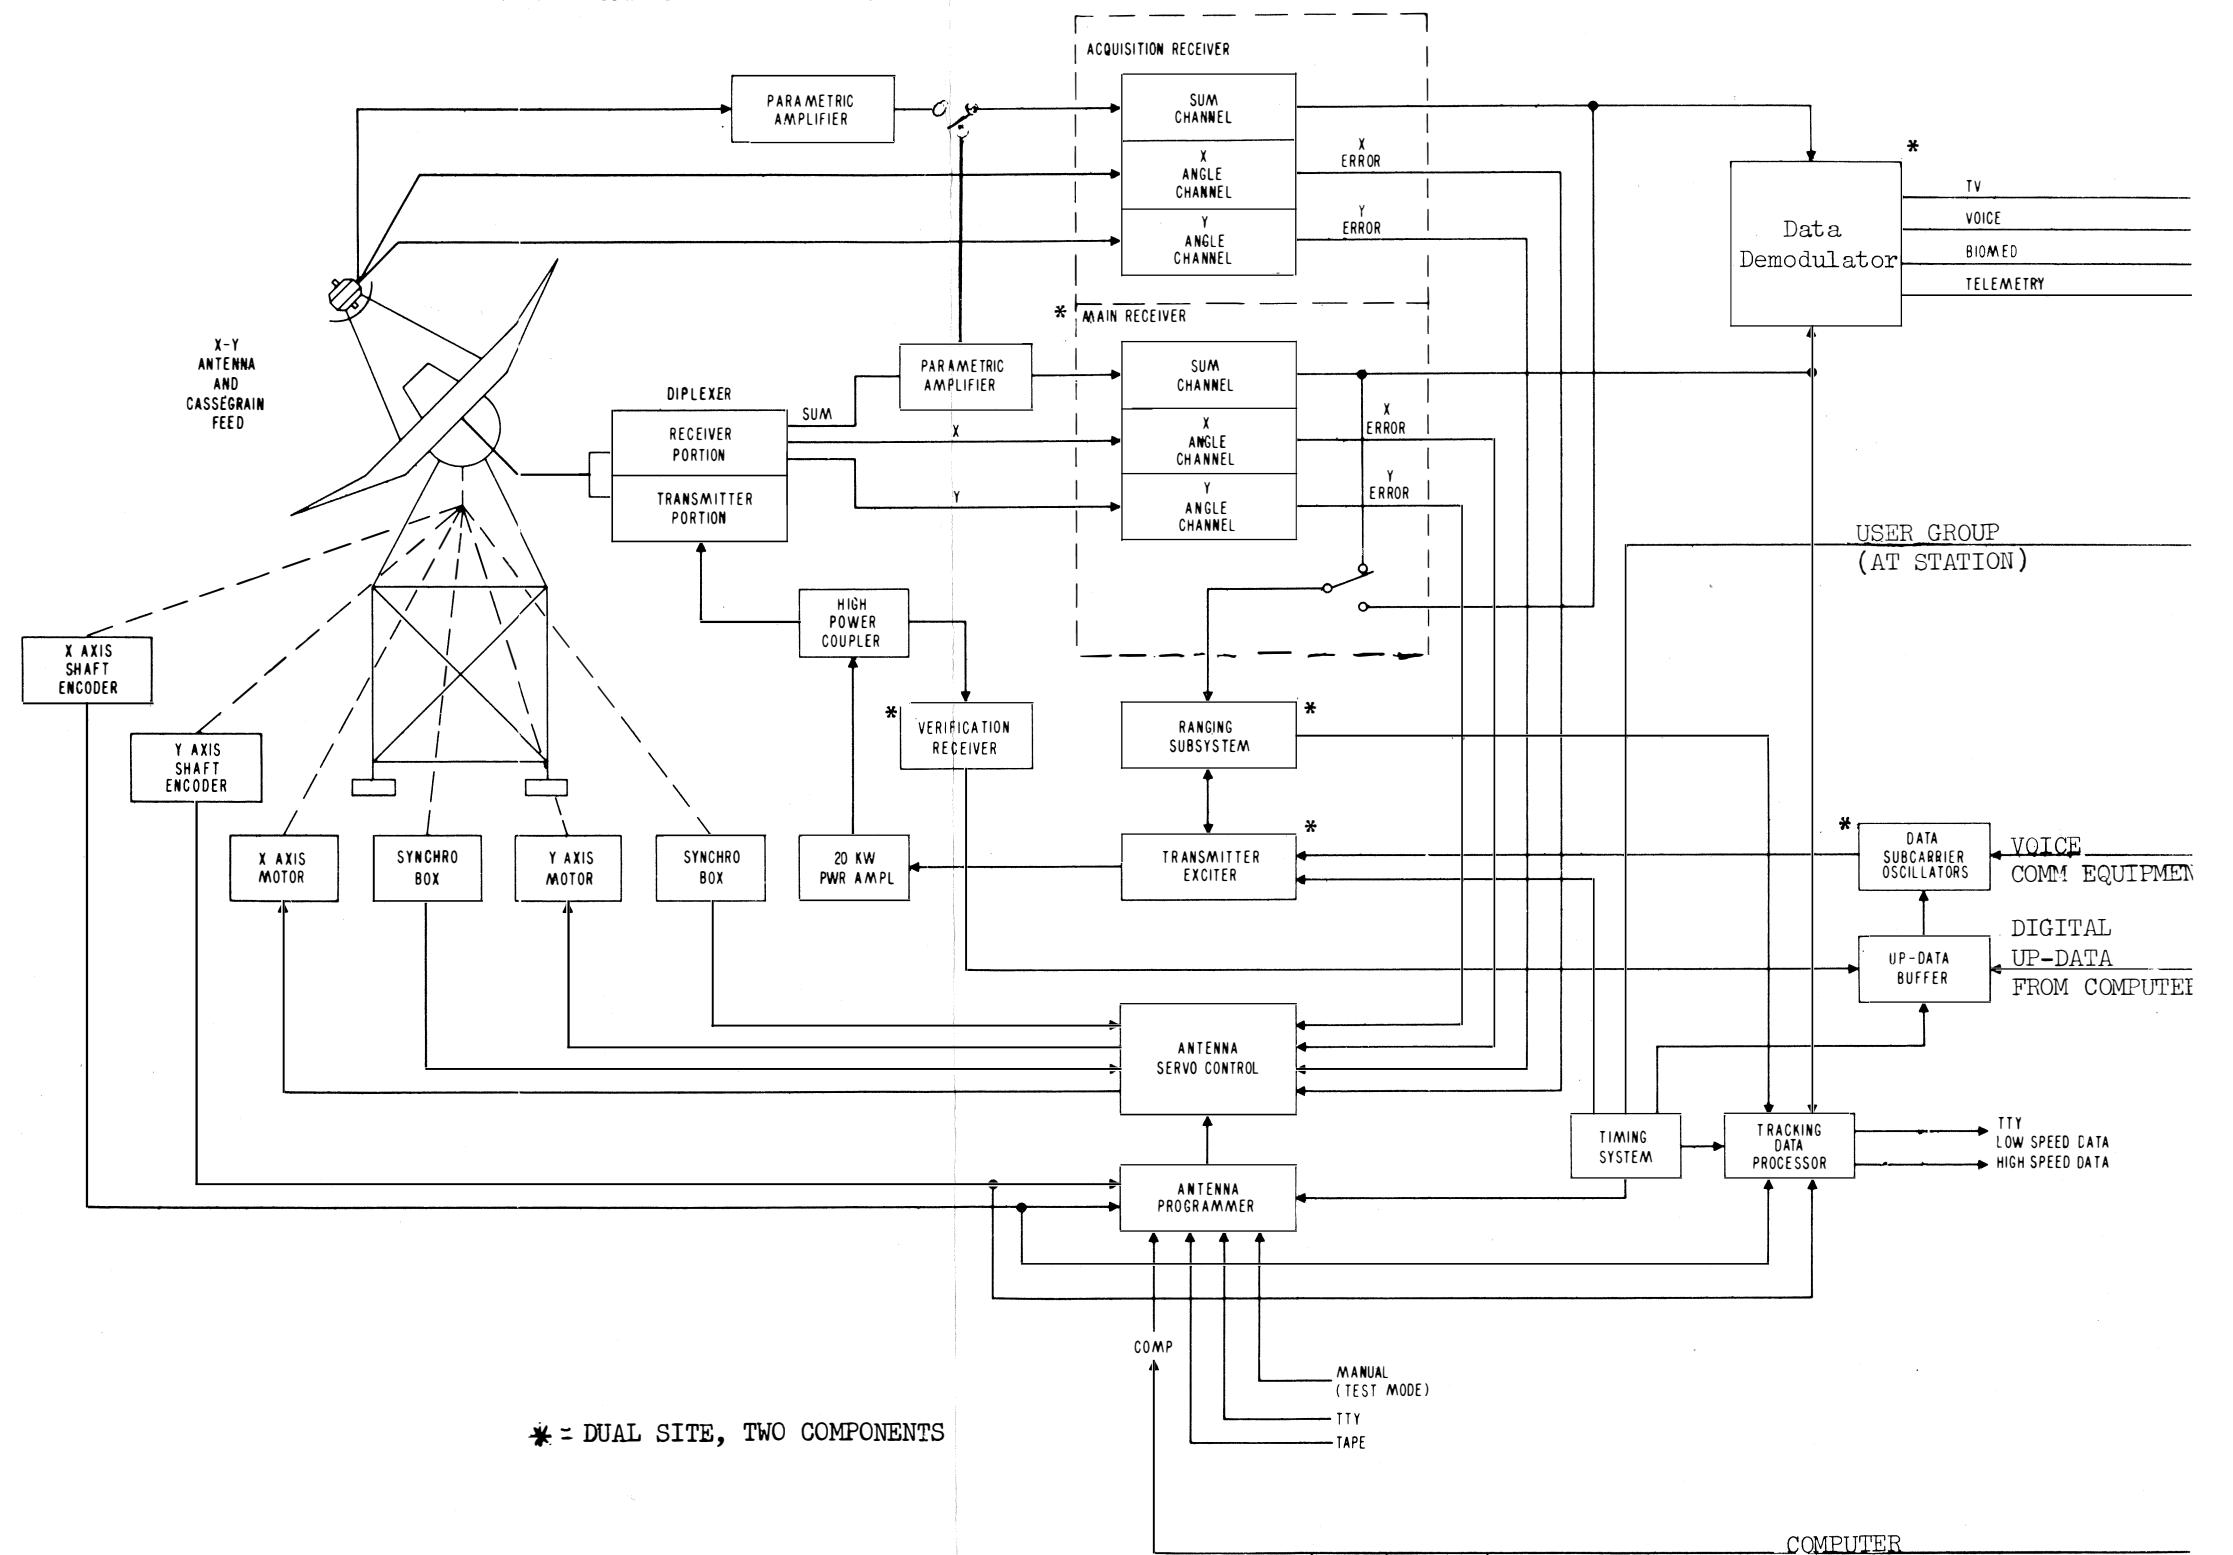 ACQUISITION RECEIVER
PARAMETRIC
AMPLIFIER
SUM
CHANNEL
X
ANGLE
CHANNEL
Y
ANGLE
CHANNEL
X
ERROR
Y
ERROR
*
Data
Demodulator
TV
VOICE
BIOMED
TELEMETRY
X-Y
ANTENNA
AND
CASSEGRAIN
FEED
* MAIN RECEIVER
PARAMETRIC
AMPLIFIER
SUM
CHANNEL
X
ANGLE
CHANNEL
Y
ANGLE
CHANNEL
X
ERROR
Y
ERROR
DIPLEXER
RECEIVER
PORTION
TRANSMITTER
PORTION
SUM
X
Y
USER GROUP
(AT STATION)
HIGH
POWER
COUPLER
X AXIS
SHAFT
ENCODER
Y AXIS
SHAFT
ENCODER
*
VERIFICATION
RECEIVER
RANGING
SUBSYSTEM
*
X AXIS
MOTOR
SYNCHRO
BOX
Y AXIS
MOTOR
SYNCHRO
BOX
20 KW
PWR AMPL
TRANSMITTER
EXCITER
*
*
DATA
SUBCARRIER
OSCILLATORS
VOICE
COMM EQUIPMEN
UP-DATA
BUFFER
DIGITAL
UP-DATA
FROM COMPUTE
ANTENNA
SERVO CONTROL
TIMING
SYSTEM
TRACKING
DATA
PROCESSOR
TTY
LOW SPEED DATA
HIGH SPEED DATA
ANTENNA
PROGRAMMER
COMP
MANUAL
(TEST MODE)
TTY
TAPE
* = DUAL SITE, TWO COMPONENTS
COMPUTER